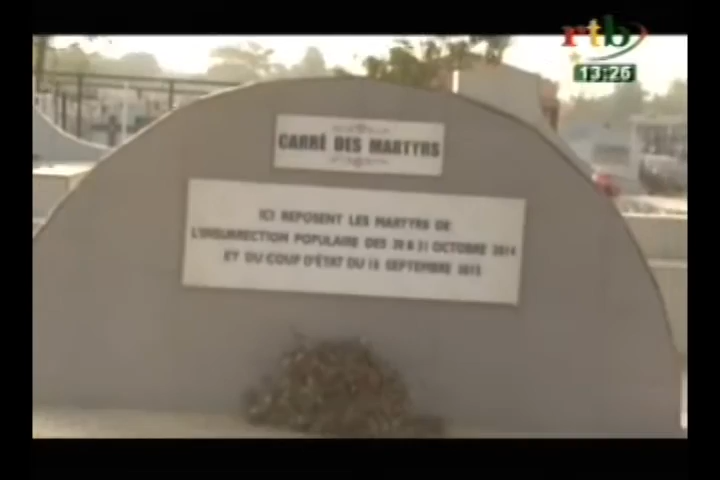 rtb
13:26
CARRÉ DES MARTYRS
ICI REPOSENT LES MARTYRS DE
L'INSURRECTION POPULAIRE DES 30 & 31 OCTOBRE 2014
ET DU COUP D'ÉTAT DU 16 SEPTEMBRE 2015